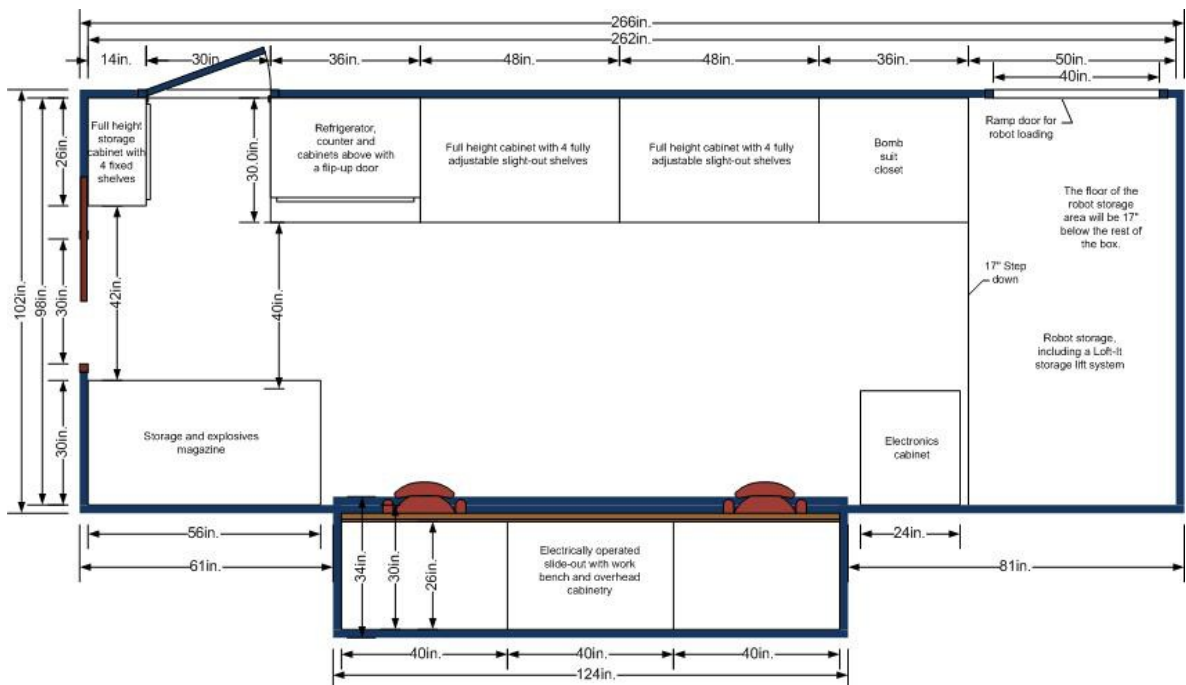 266in.
262in.
14in.
30in.
36in.
48in.
48in.
36in.
50in.
40in.
Full height
storage
cabinet with
4 fixed
shelves
Refrigerator,
counter and
cabinets above with
a flip-up door
Full height cabinet with 4 fully
adjustable slight-out shelves
Full height cabinet with 4 fully
adjustable slight-out shelves
Bomb
suit
closet
Ramp door for
robot loading
The floor of the
robot storage
area will be 17"
below the rest of
the box.
17" Step
down
Robot storage,
including a Loft-It
storage lift system
26in.
30.0in.
102in.
98in.
30in.
42in.
40in.
30in.
Storage and explosives
magazine
Electronics
cabinet
56in.
61in.
24in.
81in.
34in.
30in.
26in.
Electrically operated
slide-out with work
bench and overhead
cabinetry
40in.
40in.
40in.
124in.